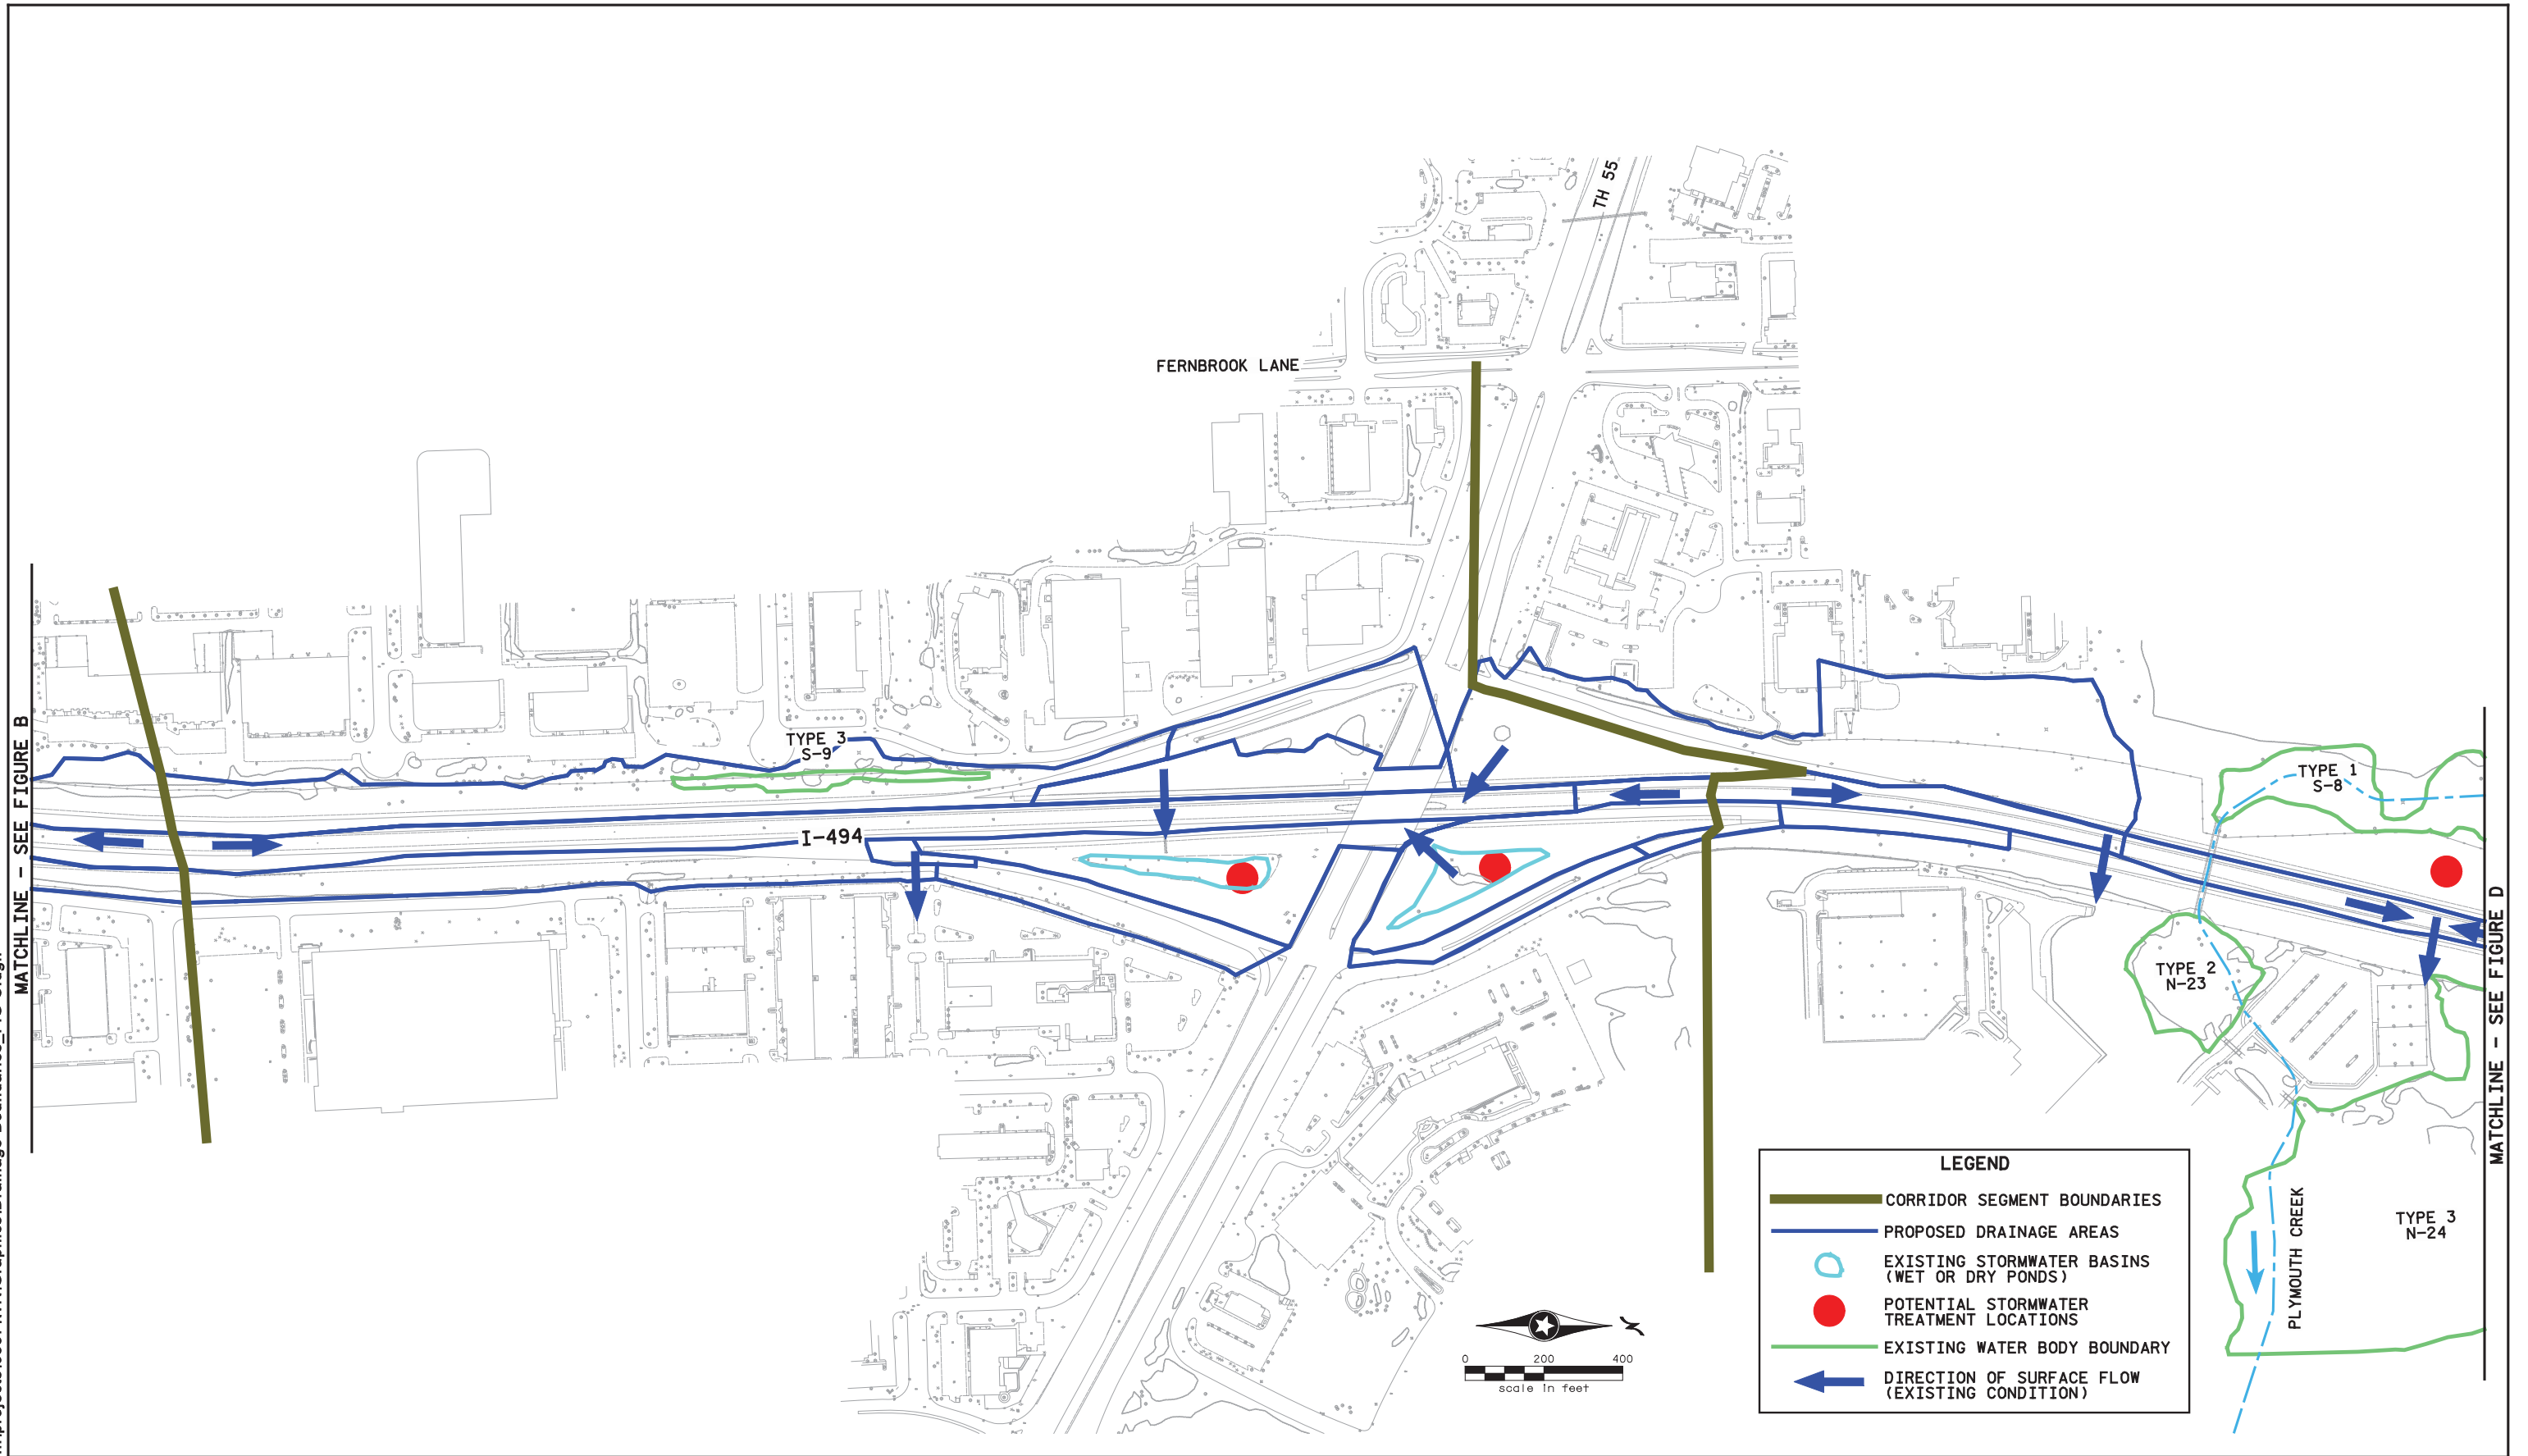 TH 55
FERNBROOK LANE
MATCHLINE - SEE FIGURE B
TYPE 3
S-9
I-494
TYPE 1
S-8
TYPE 2
N-23
MATCHLINE - SEE FIGURE D
PLYMOUTH CREEK
TYPE 3
N-24
N
0 200 400
scale in feet
LEGEND
CORRIDOR SEGMENT BOUNDARIES
PROPOSED DRAINAGE AREAS
EXISTING STORMWATER BASINS
(WET OR DRY PONDS)
POTENTIAL STORMWATER
TREATMENT LOCATIONS
EXISTING WATER BODY BOUNDARY
DIRECTION OF SURFACE FLOW
(EXISTING CONDITION)